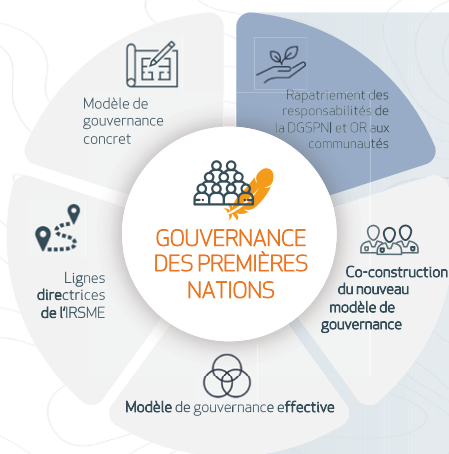 Modèle de
gouvernance
concret
Rapatriement des
responsabilités de
la DGSPNI et OR aux
communautés
GOUVERNANCE
DES PREMIÈRES
NATIONS
Lignes
directrices
de l'IRSME
Co-construction
du nouveau
modèle de
gouvernance
Modèle de gouvernance effective